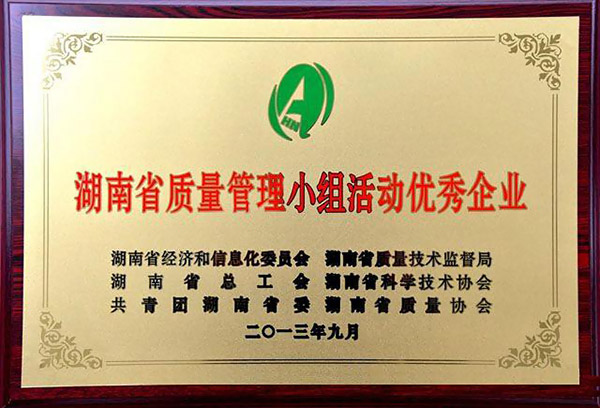 HN
湖南省质量管理小组活动优秀企业
湖南省经济和信息化委员会 湖南省质量技术监督局
湖南省总工会 湖南省科学技术协会
共青团湖南省委 湖南省质量协会
二〇一三年九月